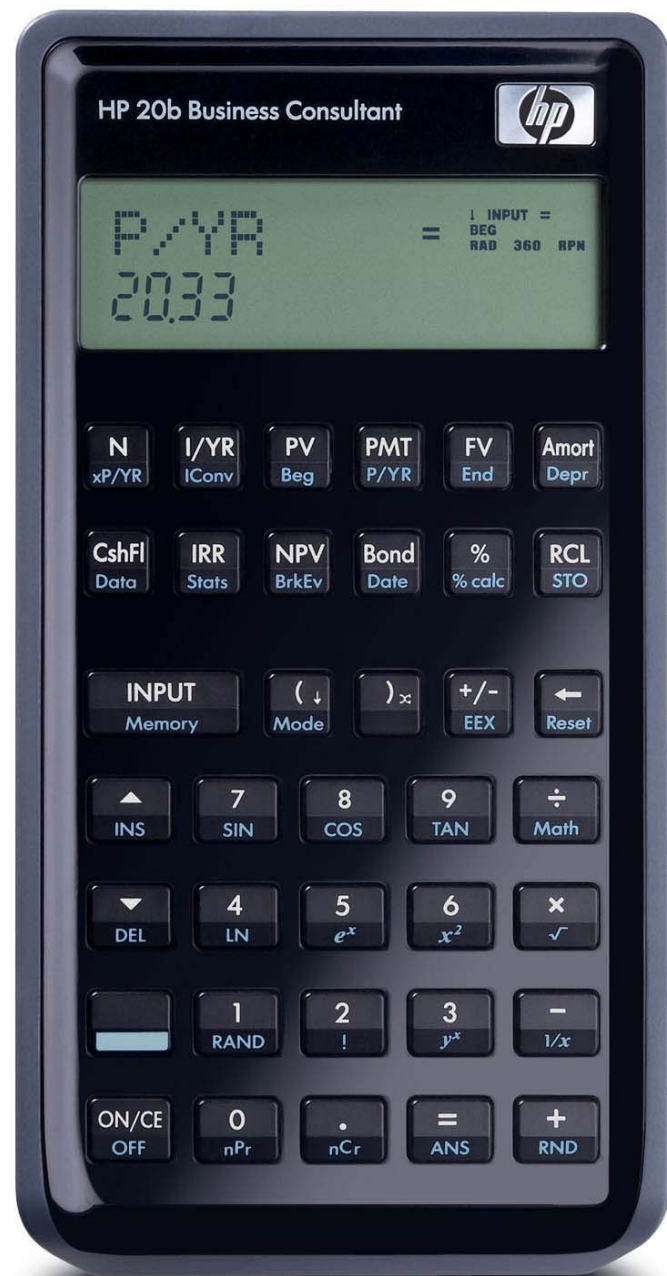 HP 20b Business Consultant
hp
P/YR = ↓ INPUT =
BEG
RAD 360 RPN
20.33
N I/YR PV PMT FV Amort
xP/YR IConv Beg P/YR End Depr
CshFl IRR NPV Bond % RCL
Data Stats BrkEv Date % calc STO
INPUT ( ↓ ) +/- ←
Memory Mode EEX Reset
▲ 7 8 9 ÷
INS SIN COS TAN Math
▼ 4 5 6 ×
DEL LN eˣ x² √
1 2 3 −
RAND ! yˣ 1/x
ON/CE 0 . = +
OFF nPr nCr ANS RND